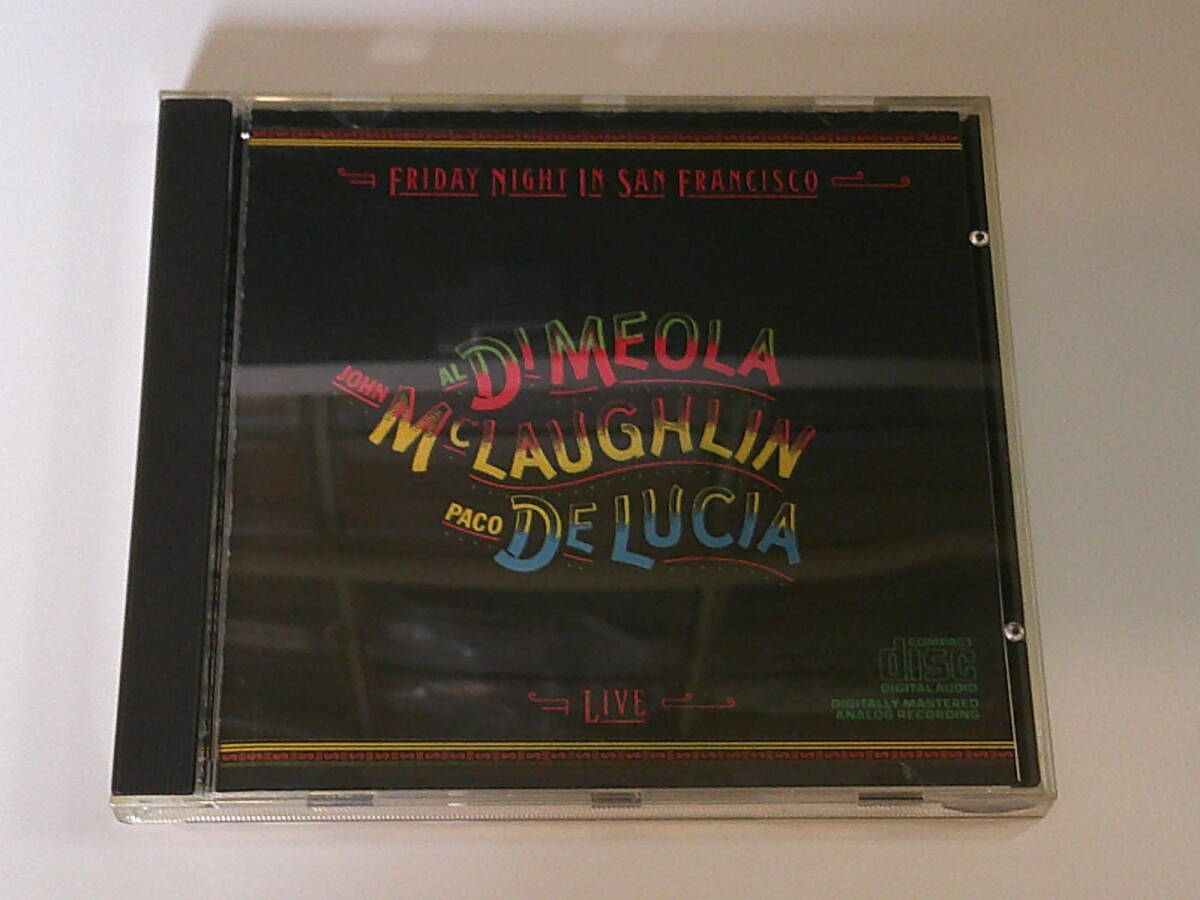 FRIDAY NIGHT IN SAN FRANCISCO
AL DI MEOLA
JOHN McLAUGHLIN
PACO DE LUCIA
LIVE
COMPACT
disc
DIGITAL AUDIO
DIGITALLY MASTERED
ANALOG RECORDING